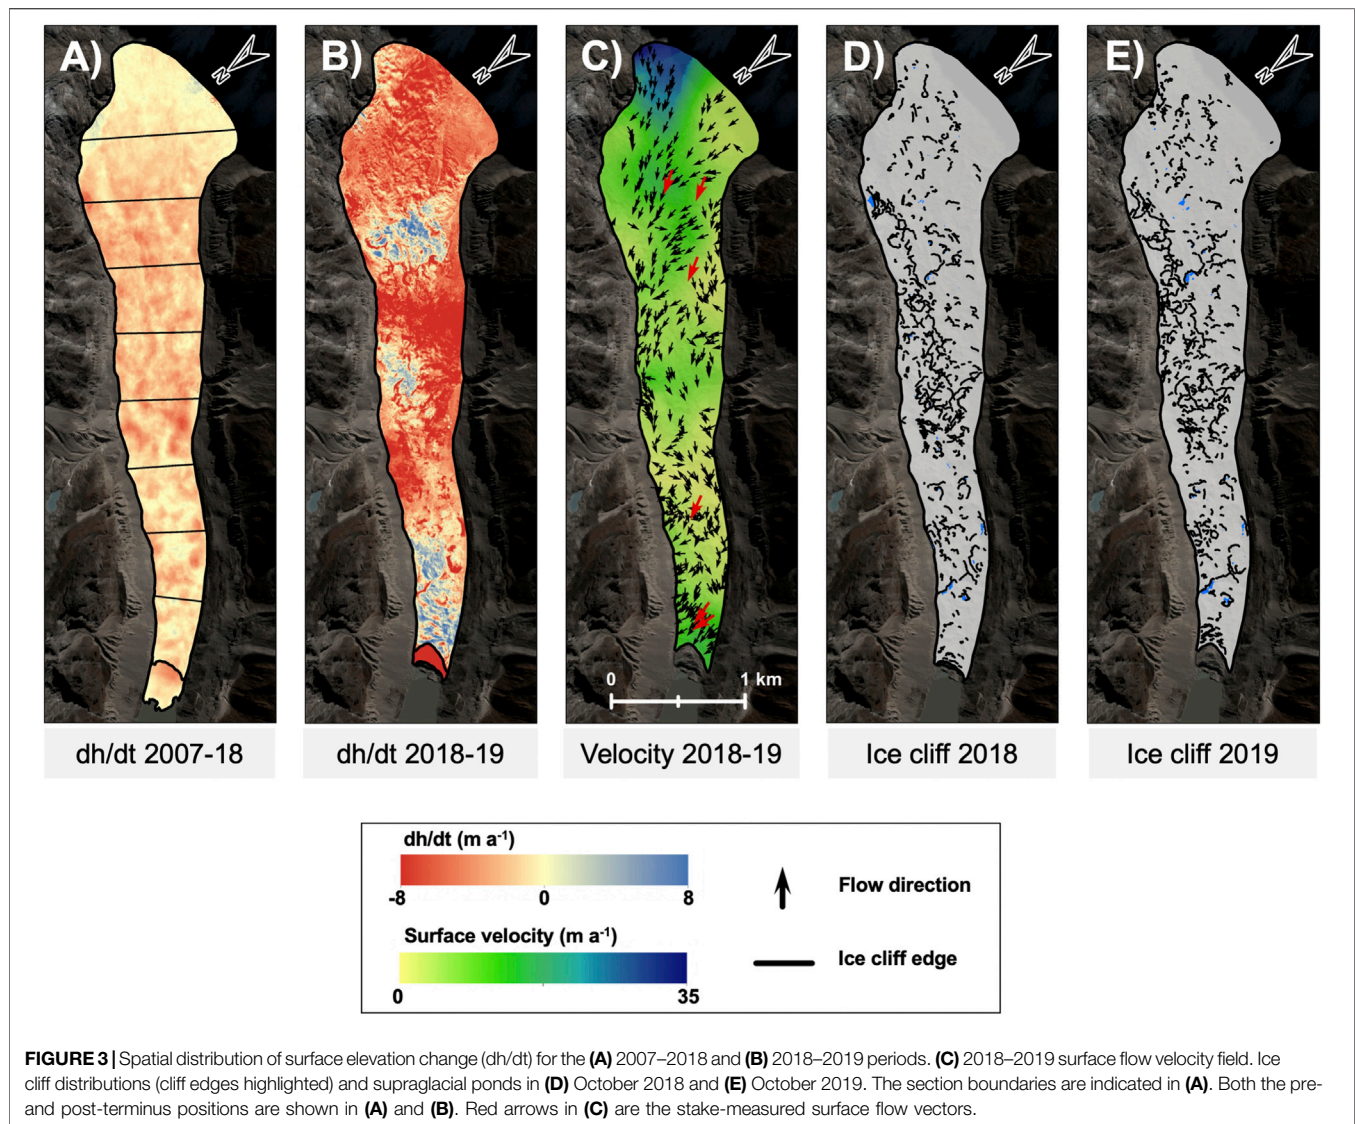 A)
B)
C)
D)
E)
N
N
N
N
N
0 1 km
dh/dt 2007-18
dh/dt 2018-19
Velocity 2018-19
Ice cliff 2018
Ice cliff 2019
dh/dt (m a-1)
-8 0 8
Surface velocity (m a-1)
0 35
Flow direction
Ice cliff edge
FIGURE 3 | Spatial distribution of surface elevation change (dh/dt) for the (A) 2007–2018 and (B) 2018–2019 periods. (C) 2018–2019 surface flow velocity field. Ice
cliff distributions (cliff edges highlighted) and supraglacial ponds in (D) October 2018 and (E) October 2019. The section boundaries are indicated in (A). Both the pre-
and post-terminus positions are shown in (A) and (B). Red arrows in (C) are the stake-measured surface flow vectors.